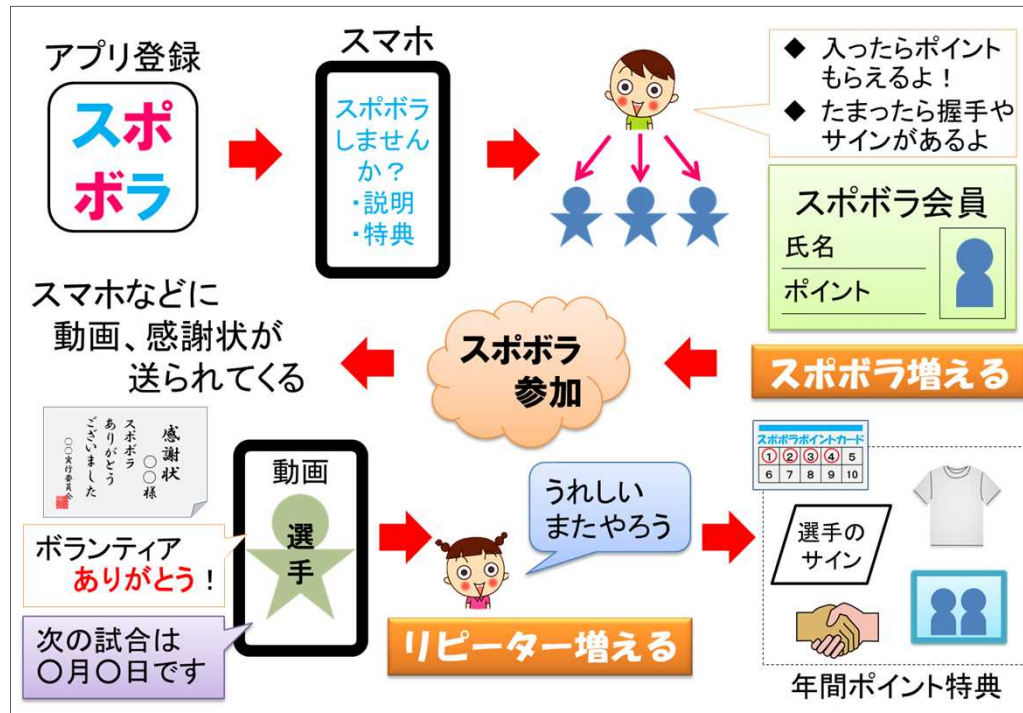 アプリ登録
スポ
ボラ
スマホ
スポボラ
しません
か？
・説明
・特典
◆ 入ったらポイント
もらえるよ！
◆ たまったら握手や
サインがあるよ
スポボラ会員
氏名
ポイント
スポボラ増える
スポボラ
参加
スマホなどに
動画、感謝状が
送られてくる
感謝状
〇〇様
スポボラ
ありがとう
ございました
〇〇実行委員会
動画
選手
ボランティア
ありがとう！
次の試合は
〇月〇日です
うれしい
またやろう
リピーター増える
スポボラポイントカード
① ② ③ ④ 5
6 7 8 9 10
選手の
サイン
年間ポイント特典